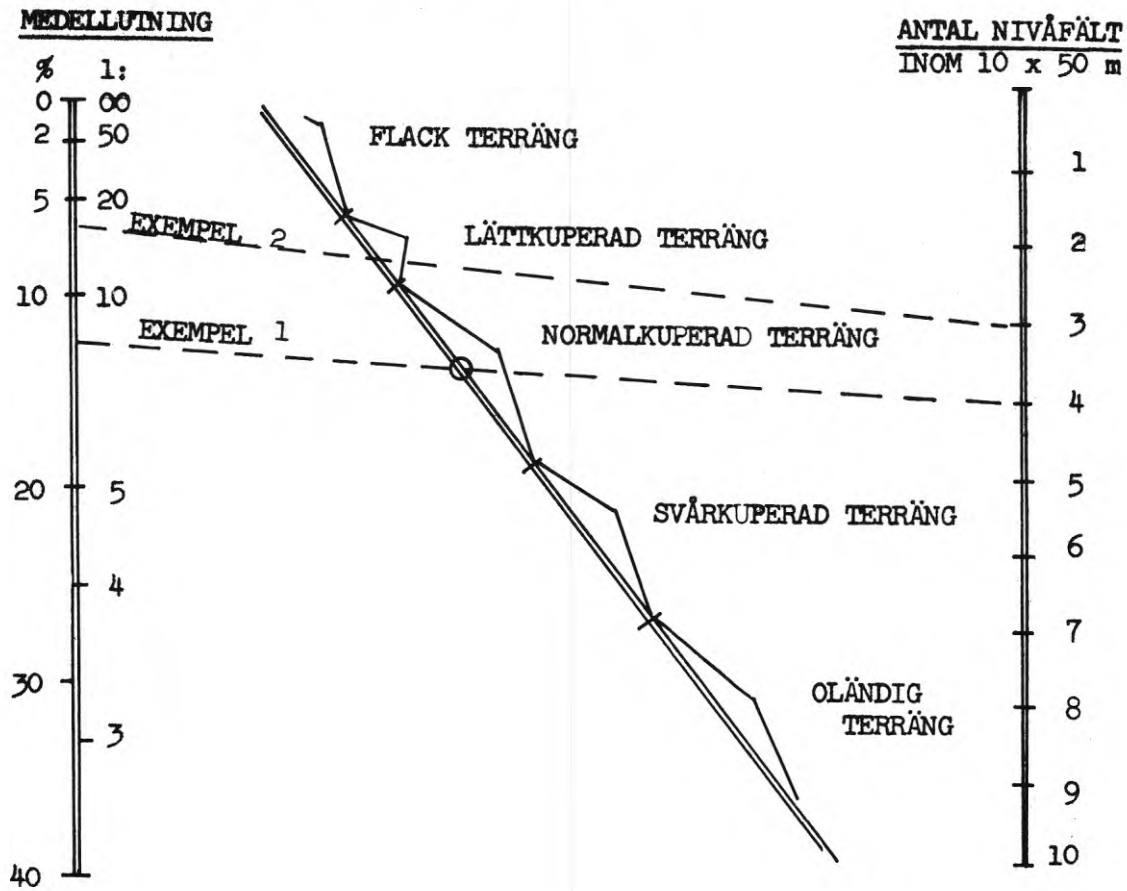 MEDELLUTNING
% 1:
0 ∞
2 50
5 20
10 10
20 5
4
30
3
40
ANTAL NIVÅFÄLT
INOM 10 x 50 m
1
2
3
4
5
6
7
8
9
10
FLACK TERRÄNG
EXEMPEL 2
LÄTTKUPERAD TERRÄNG
EXEMPEL 1
NORMALKUPERAD TERRÄNG
SVÅRKUPERAD TERRÄNG
OLÄNDIG
TERRÄNG